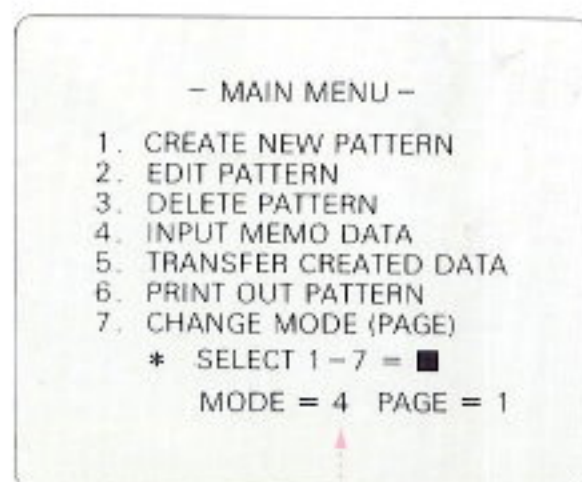 – MAIN MENU –
1. CREATE NEW PATTERN
2. EDIT PATTERN
3. DELETE PATTERN
4. INPUT MEMO DATA
5. TRANSFER CREATED DATA
6. PRINT OUT PATTERN
7. CHANGE MODE (PAGE)
* SELECT 1–7 = ■
MODE = 4 PAGE = 1